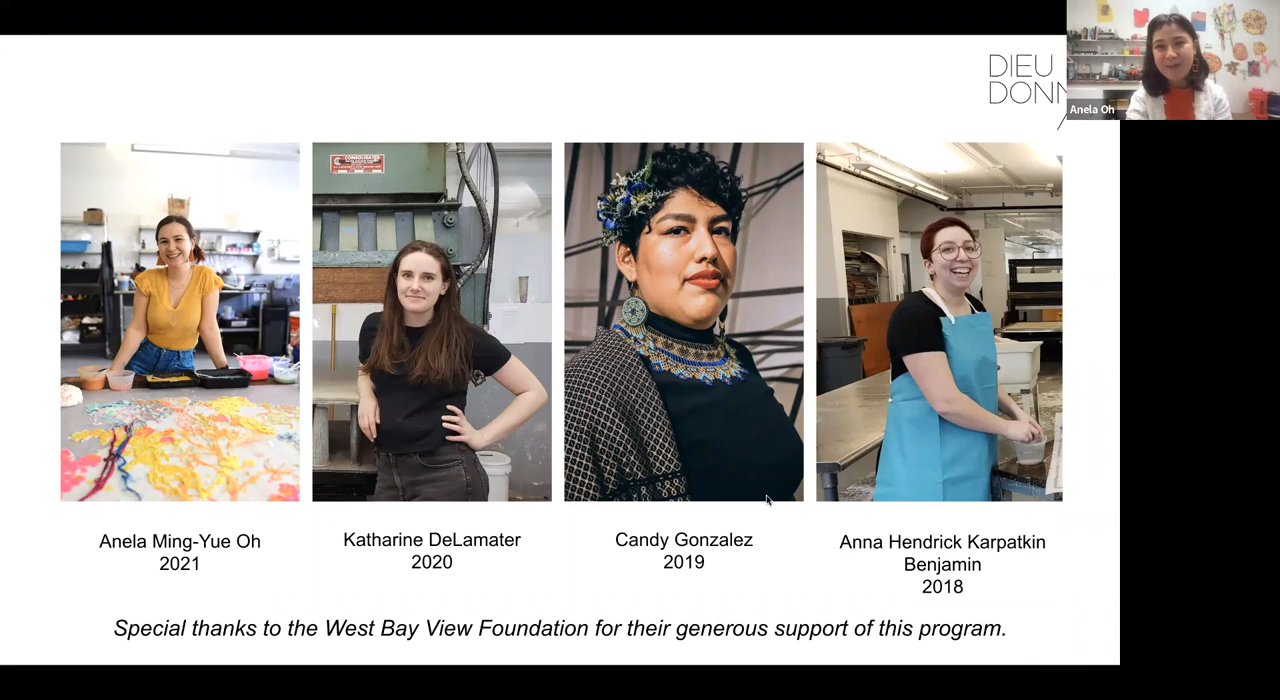 DIEU
DONN
Anela Oh
CONSOLIDATED
Anela Ming-Yue Oh
2021
Katharine DeLamater
2020
Candy Gonzalez
2019
Anna Hendrick Karpatkin
Benjamin
2018
Special thanks to the West Bay View Foundation for their generous support of this program.